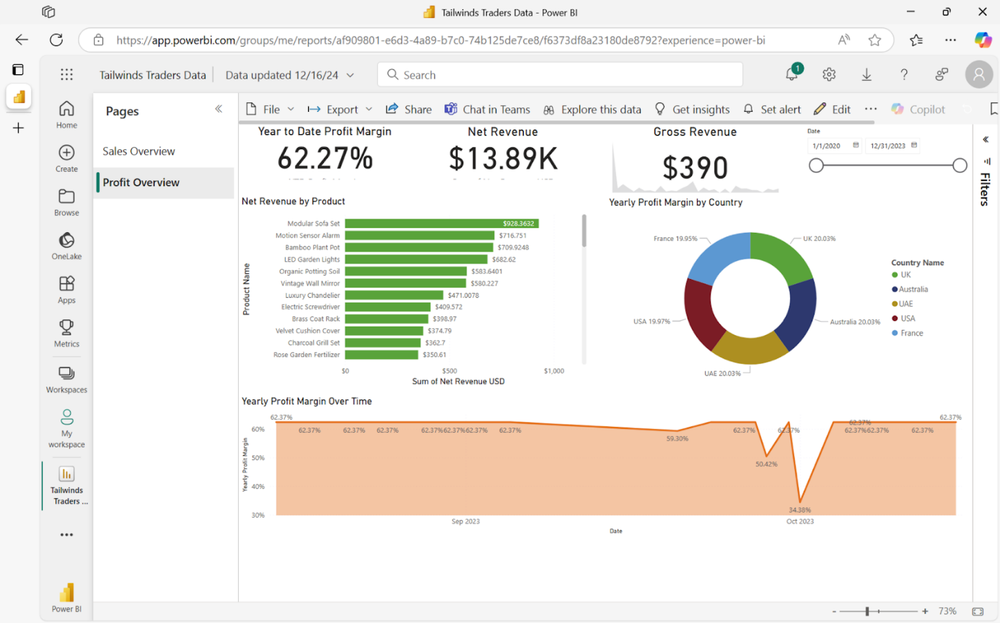 Tailwinds Traders Data - Power BI
https://app.powerbi.com/groups/me/reports/af909801-e6d3-4a89-b7c0-74b125de7ce8/f6373df8a23180de8792?experience=power-bi
Tailwinds Traders Data
Data updated 12/16/24
Search
1
Home
Create
Browse
OneLake
Apps
Metrics
Workspaces
My
workspace
Tailwinds
Traders ...
Power BI
Pages
Sales Overview
Profit Overview
File
Export
Share
Chat in Teams
Explore this data
Get insights
Set alert
Edit
Copilot
Year to Date Profit Margin
62.27%
Net Revenue
$13.89K
Gross Revenue
$390
Date
1/1/2020
12/31/2023
Filters
Net Revenue by Product
Product Name
Modular Sofa Set $928.3632
Motion Sensor Alarm $716.751
Bamboo Plant Pot $709.9248
LED Garden Lights $682.62
Organic Potting Soil $583.6401
Vintage Wall Mirror $580.227
Luxury Chandelier $471.0078
Electric Screwdriver $409.572
Brass Coat Rack $398.97
Velvet Cushion Cover $374.79
Charcoal Grill Set $362.7
Rose Garden Fertilizer $350.61
$0 $500 $1,000
Sum of Net Revenue USD
Yearly Profit Margin by Country
France 19.95%
UK 20.03%
USA 19.97%
Australia 20.03%
UAE 20.03%
Country Name
UK
Australia
UAE
USA
France
Yearly Profit Margin Over Time
Yearly Profit Margin
60%
50%
40%
30%
62.37%
62.37% 62.37% 62.37% 62.37% 62.37% 62.37% 62.37%
59.30%
62.37%
50.42%
62.37%
34.38%
62.37%
62.37% 62.37% 62.37%
62.37%
Sep 2023 Oct 2023
Date
73%